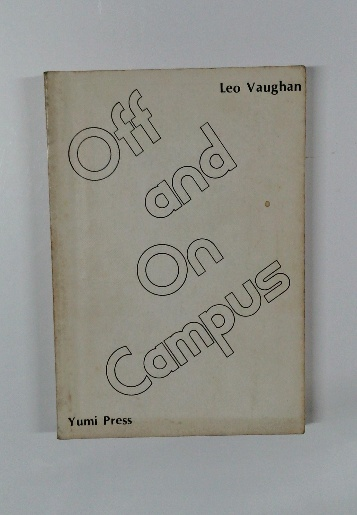 Leo Vaughan
Off
and
On
Campus
Yumi Press